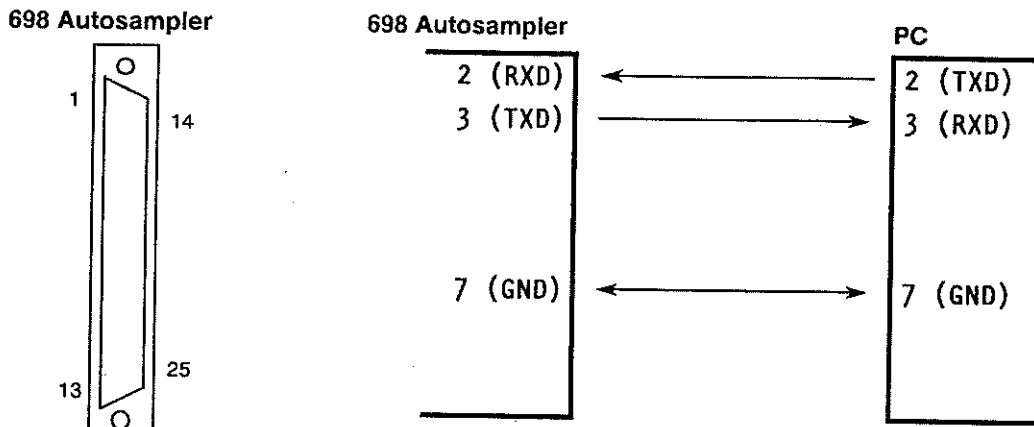 698 Autosampler
1
14
13
25
698 Autosampler
2 (RXD)
3 (TXD)
7 (GND)
PC
2 (TXD)
3 (RXD)
7 (GND)